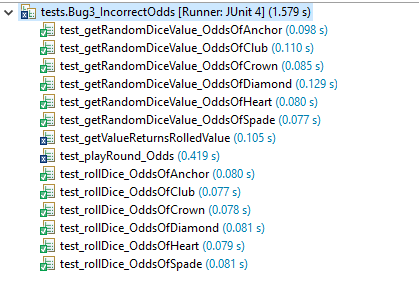 tests.Bug3_IncorrectOdds [Runner: JUnit 4] (1.579 s)
test_getRandomDiceValue_OddsOfAnchor (0.098 s)
test_getRandomDiceValue_OddsOfClub (0.110 s)
test_getRandomDiceValue_OddsOfCrown (0.085 s)
test_getRandomDiceValue_OddsOfDiamond (0.129 s)
test_getRandomDiceValue_OddsOfHeart (0.080 s)
test_getRandomDiceValue_OddsOfSpade (0.077 s)
test_getValueReturnsRolledValue (0.105 s)
test_playRound_Odds (0.419 s)
test_rollDice_OddsOfAnchor (0.080 s)
test_rollDice_OddsOfClub (0.077 s)
test_rollDice_OddsOfCrown (0.078 s)
test_rollDice_OddsOfDiamond (0.081 s)
test_rollDice_OddsOfHeart (0.079 s)
test_rollDice_OddsOfSpade (0.081 s)